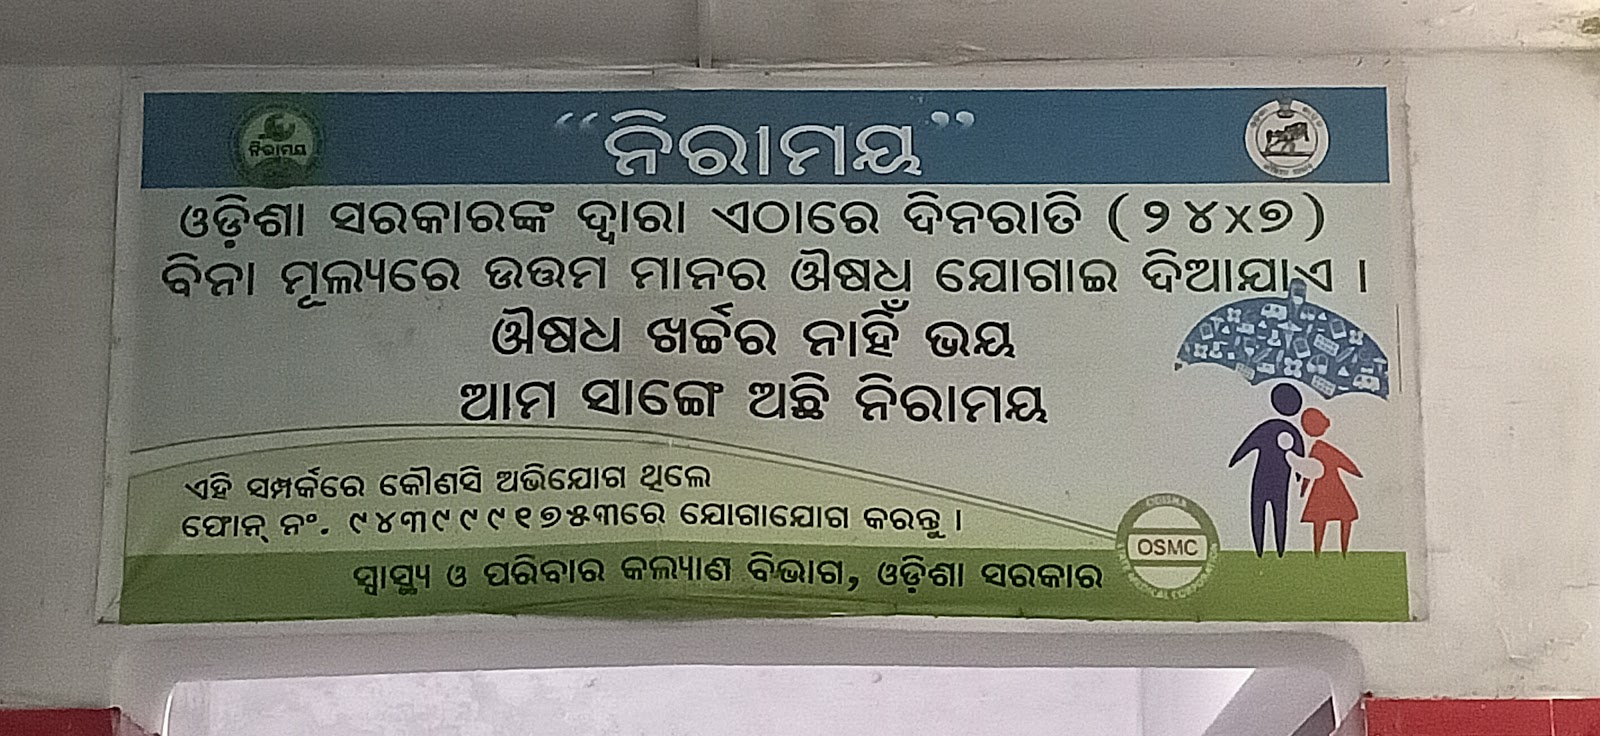 "ନିରାମୟ"
ନିରାମୟ
ଓଡ଼ିଶା ସରକାରଙ୍କ ଦ୍ଵାରା ଏଠାରେ ଦିନରାତି (୨୪x୭)
ବିନା ମୂଲ୍ୟରେ ଉତ୍ତମ ମାନର ଔଷଧ ଯୋଗାଇ ଦିଆଯାଏ ।
ଔଷଧ ଖର୍ଚ୍ଚର ନାହିଁ ଭୟ
ଆମ ସାଙ୍ଗେ ଅଛି ନିରାମୟ
ଏହି ସମ୍ପର୍କରେ କୌଣସି ଅଭିଯୋଗ ଥିଲେ
ଫୋନ୍ ନଂ. ୯୪୩୯୯୯୧୭୫୩ରେ ଯୋଗାଯୋଗ କରନ୍ତୁ ।
OSMC
ସ୍ୱାସ୍ଥ୍ୟ ଓ ପରିବାର କଲ୍ୟାଣ ବିଭାଗ, ଓଡ଼ିଶା ସରକାର